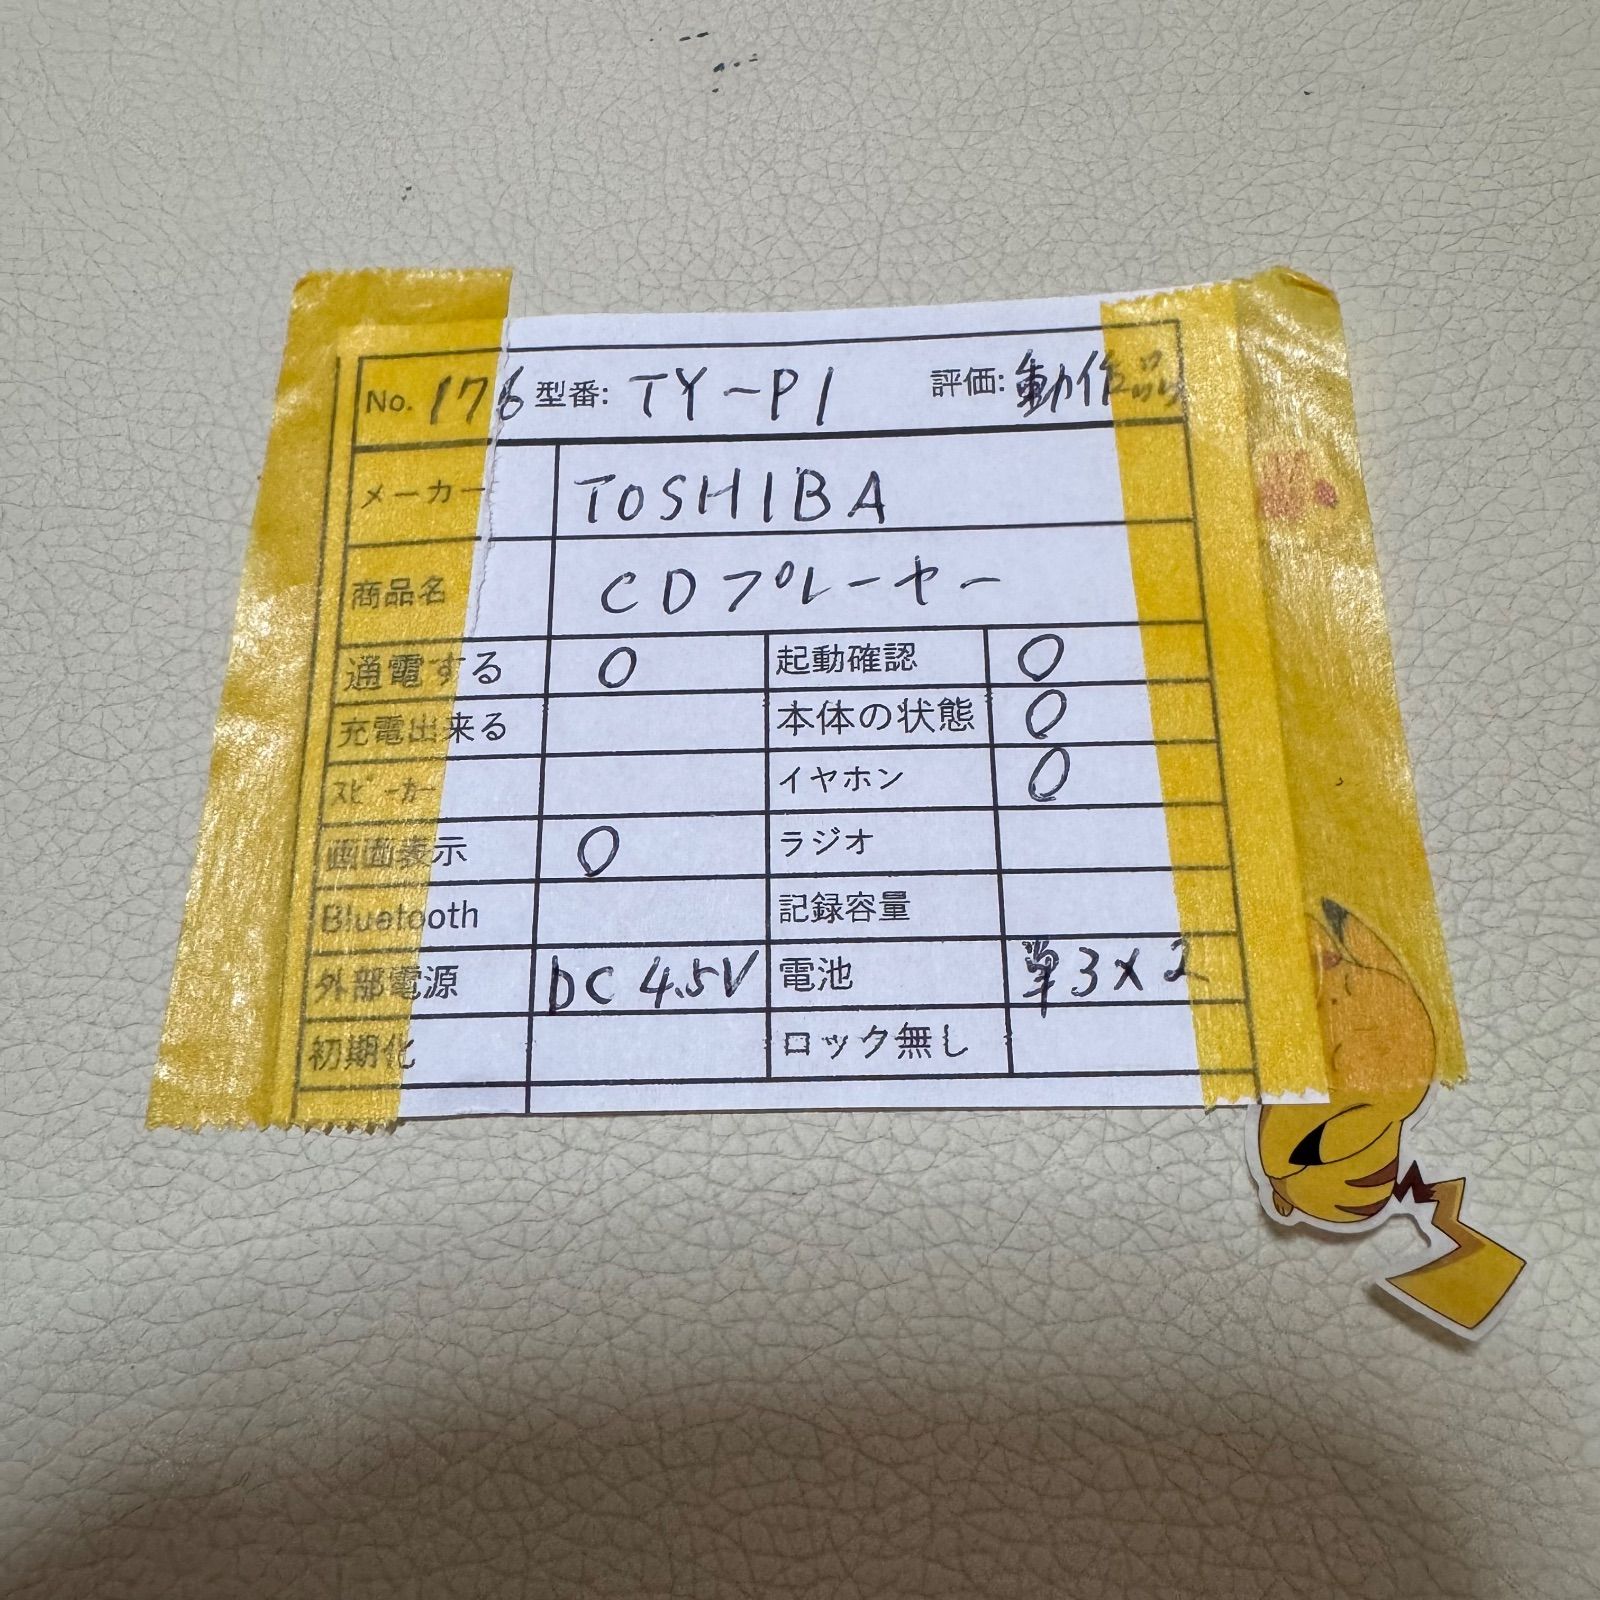 No. 176 型番: TY-P1 評価: 動作品
メーカー TOSHIBA
商品名 CDプレーヤー
通電する ○ 起動確認 ○
充電出来る 本体の状態 ○
スピーカー イヤホン ○
画面表示 ○ ラジオ
Bluetooth 記録容量
外部電源 DC 4.5V 電池 単3×2
初期化 ロック無し